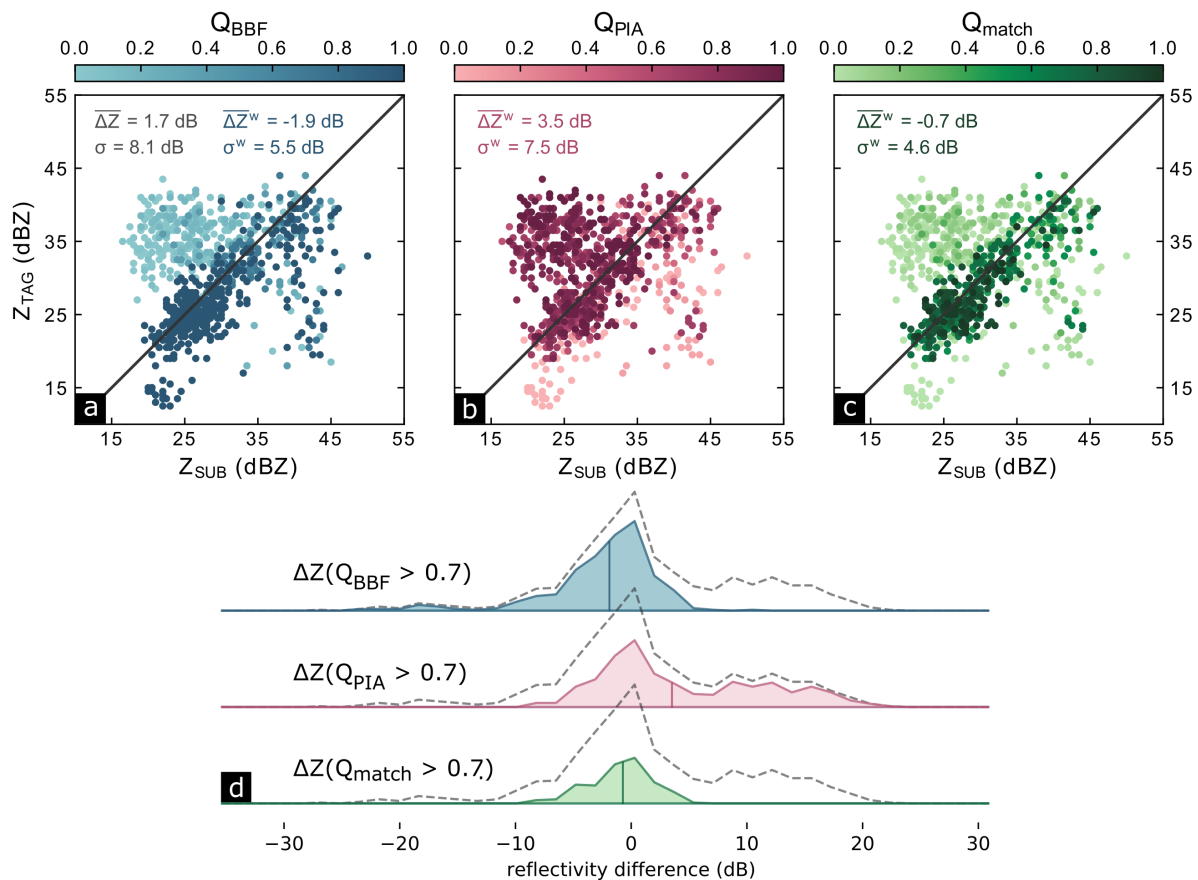 Q_BBF Q_PIA Q_match
0.0 0.2 0.4 0.6 0.8 1.0 0.0 0.2 0.4 0.6 0.8 1.0 0.0 0.2 0.4 0.6 0.8 1.0
55 55
ΔZ = 1.7 dB ΔZʷ = -1.9 dB ΔZʷ = 3.5 dB ΔZʷ = -0.7 dB
σ = 8.1 dB σʷ = 5.5 dB σʷ = 7.5 dB σʷ = 4.6 dB
45 45
35 35
Z_TAG (dBZ)
25 25
15 15
a b c
15 25 35 45 55 15 25 35 45 55 15 25 35 45 55
Z_SUB (dBZ) Z_SUB (dBZ) Z_SUB (dBZ)
ΔZ(Q_BBF > 0.7)
ΔZ(Q_PIA > 0.7)
ΔZ(Q_match > 0.7)
d
−30 −20 −10 0 10 20 30
reflectivity difference (dB)